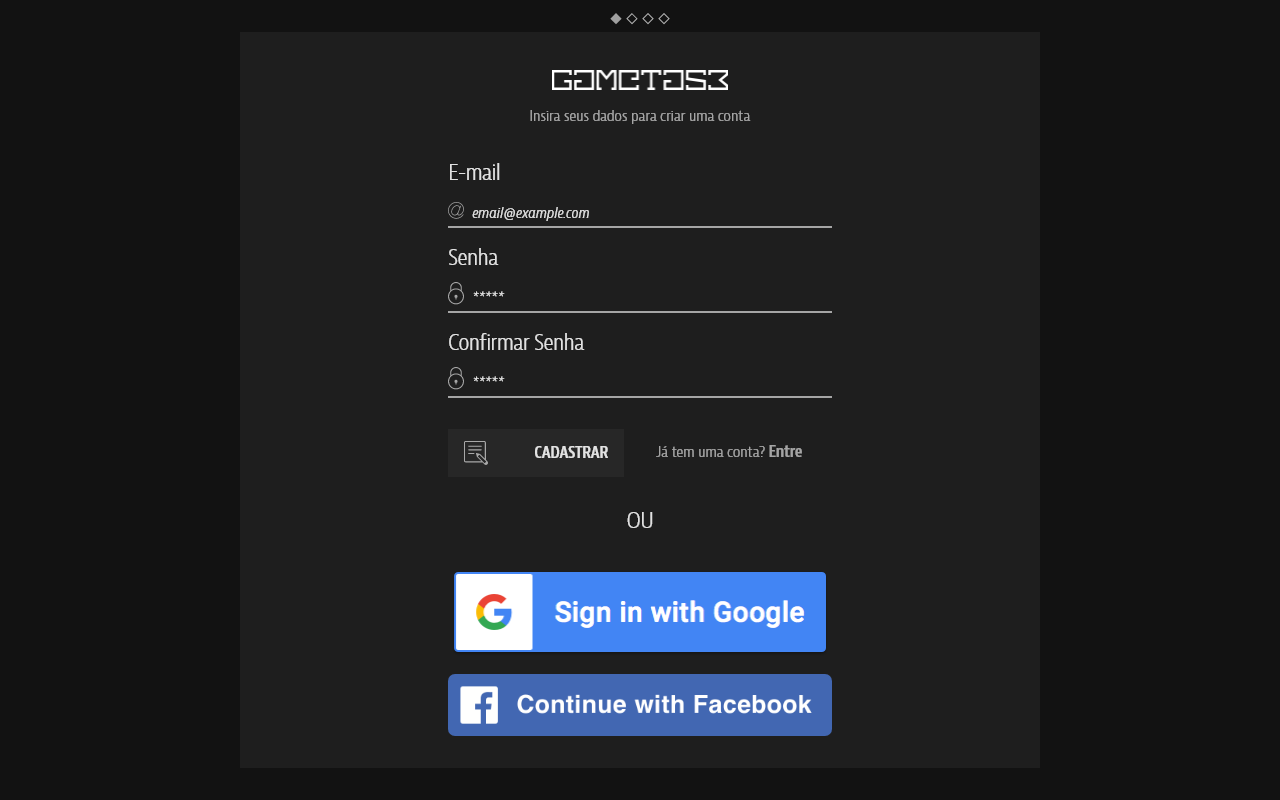 GAMETAS3
Insira seus dados para criar uma conta
E-mail
email@example.com
Senha
*****
Confirmar Senha
*****
CADASTRAR
Já tem uma conta? Entre
OU
Sign in with Google
Continue with Facebook